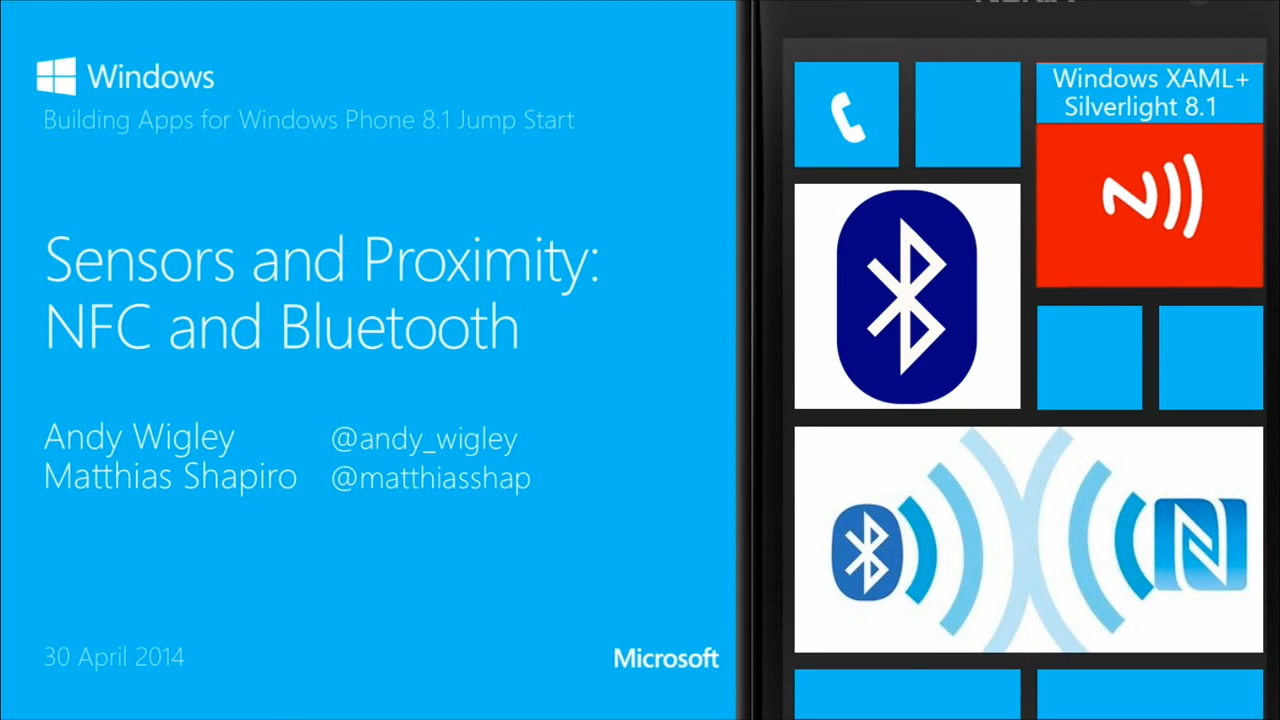 Windows
Building Apps for Windows Phone 8.1 Jump Start
Sensors and Proximity:
NFC and Bluetooth
Andy Wigley @andy_wigley
Matthias Shapiro @matthiasshap
30 April 2014
Microsoft
NOKIA
Windows XAML+
Silverlight 8.1